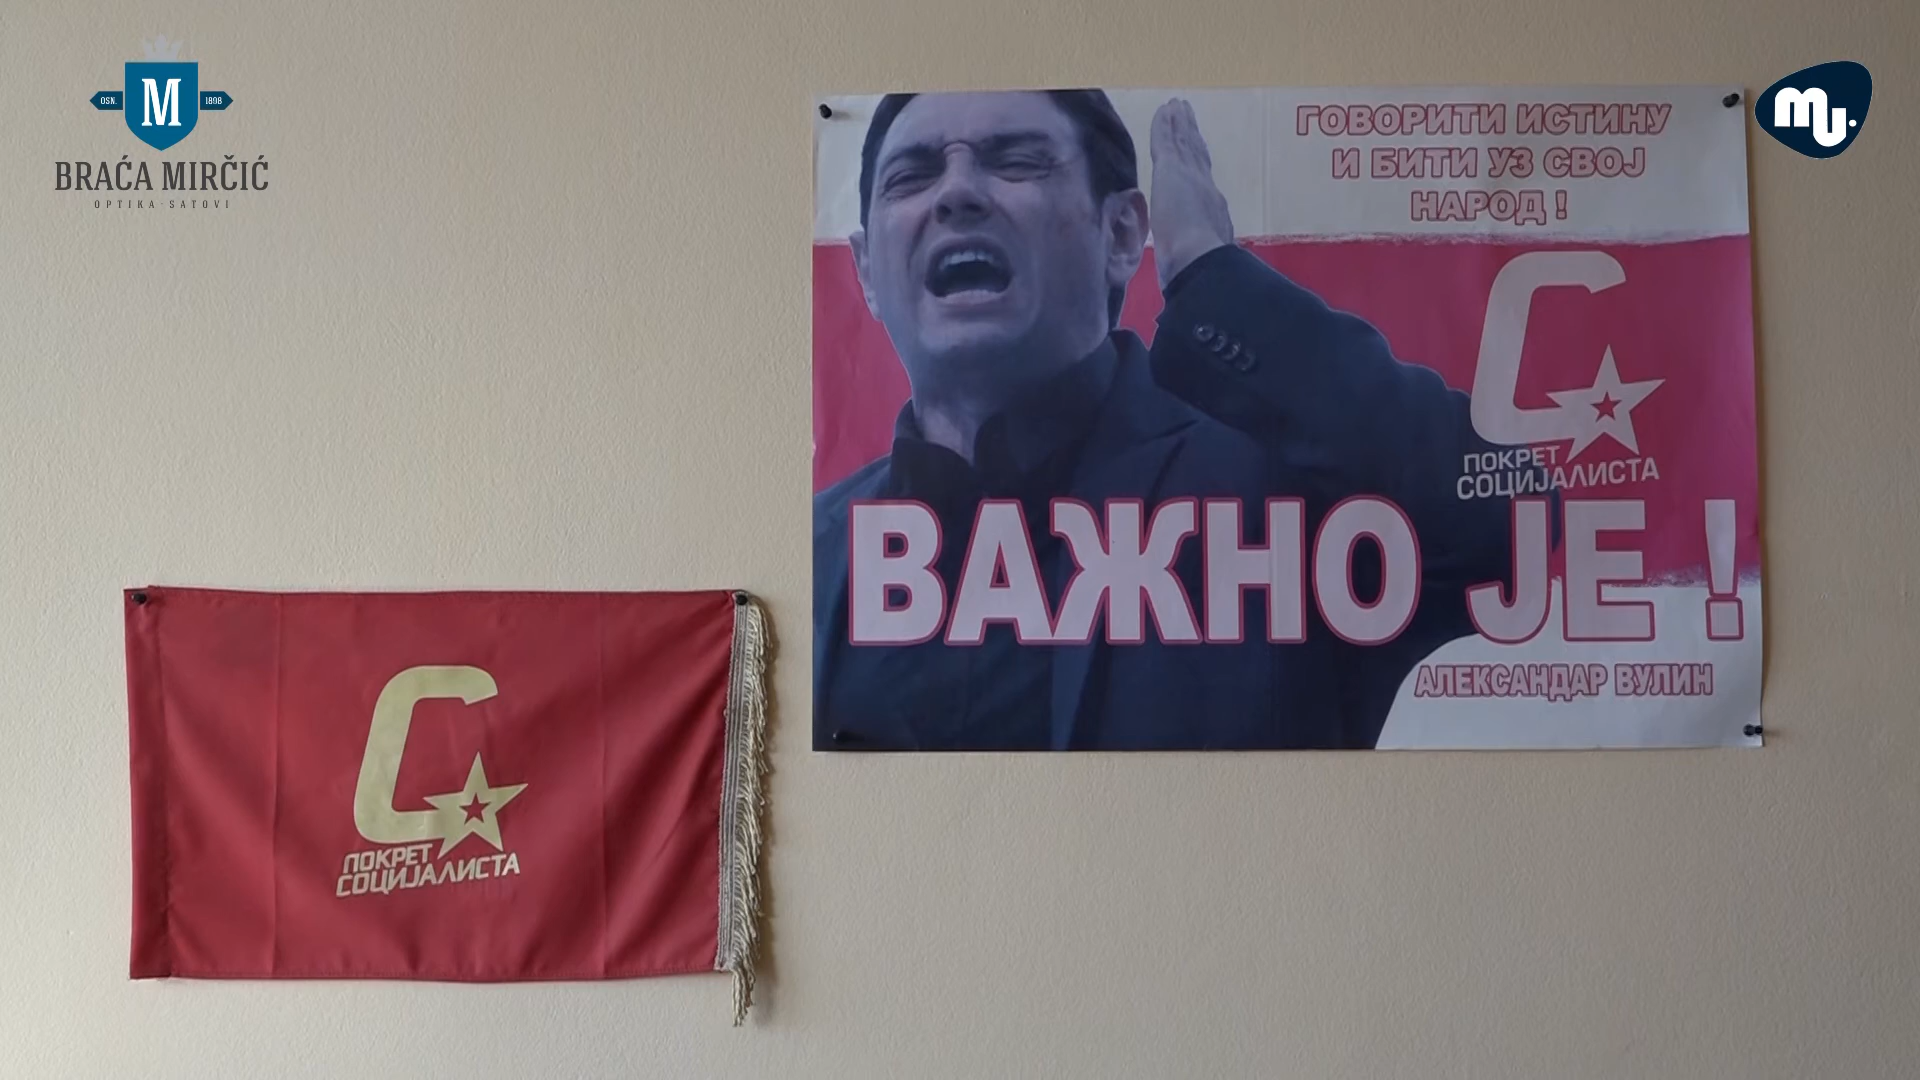 OSN. M 1898
BRAĆA MIRČIĆ
OPTIKA·SATOVI
mu.
ГОВОРИТИ ИСТИНУ
И БИТИ УЗ СВОЈ
НАРОД !
С
ПОКРЕТ
СОЦИЈАЛИСТА
ВАЖНО ЈЕ !
АЛЕКСАНДАР ВУЛИН
С
ПОКРЕТ
СОЦИЈАЛИСТА